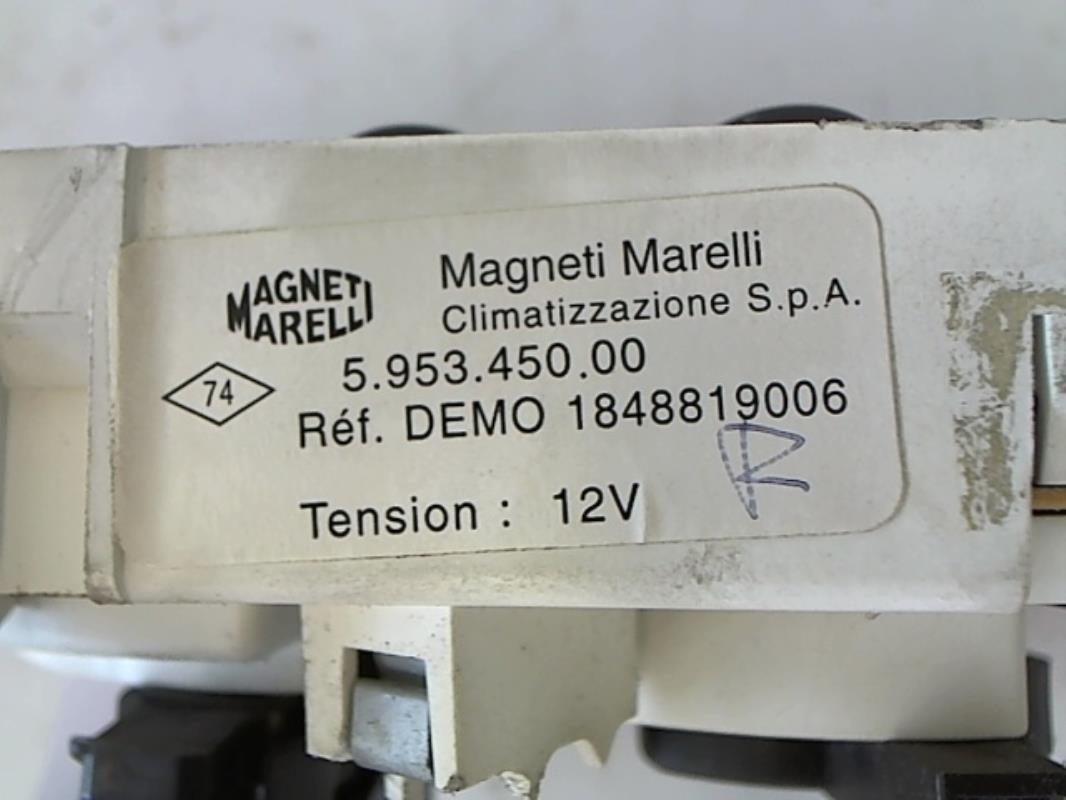 MAGNETI
MARELLI
Magneti Marelli
Climatizzazione S.p.A.
5.953.450.00
74
Réf. DEMO 1848819006
R
Tension : 12V